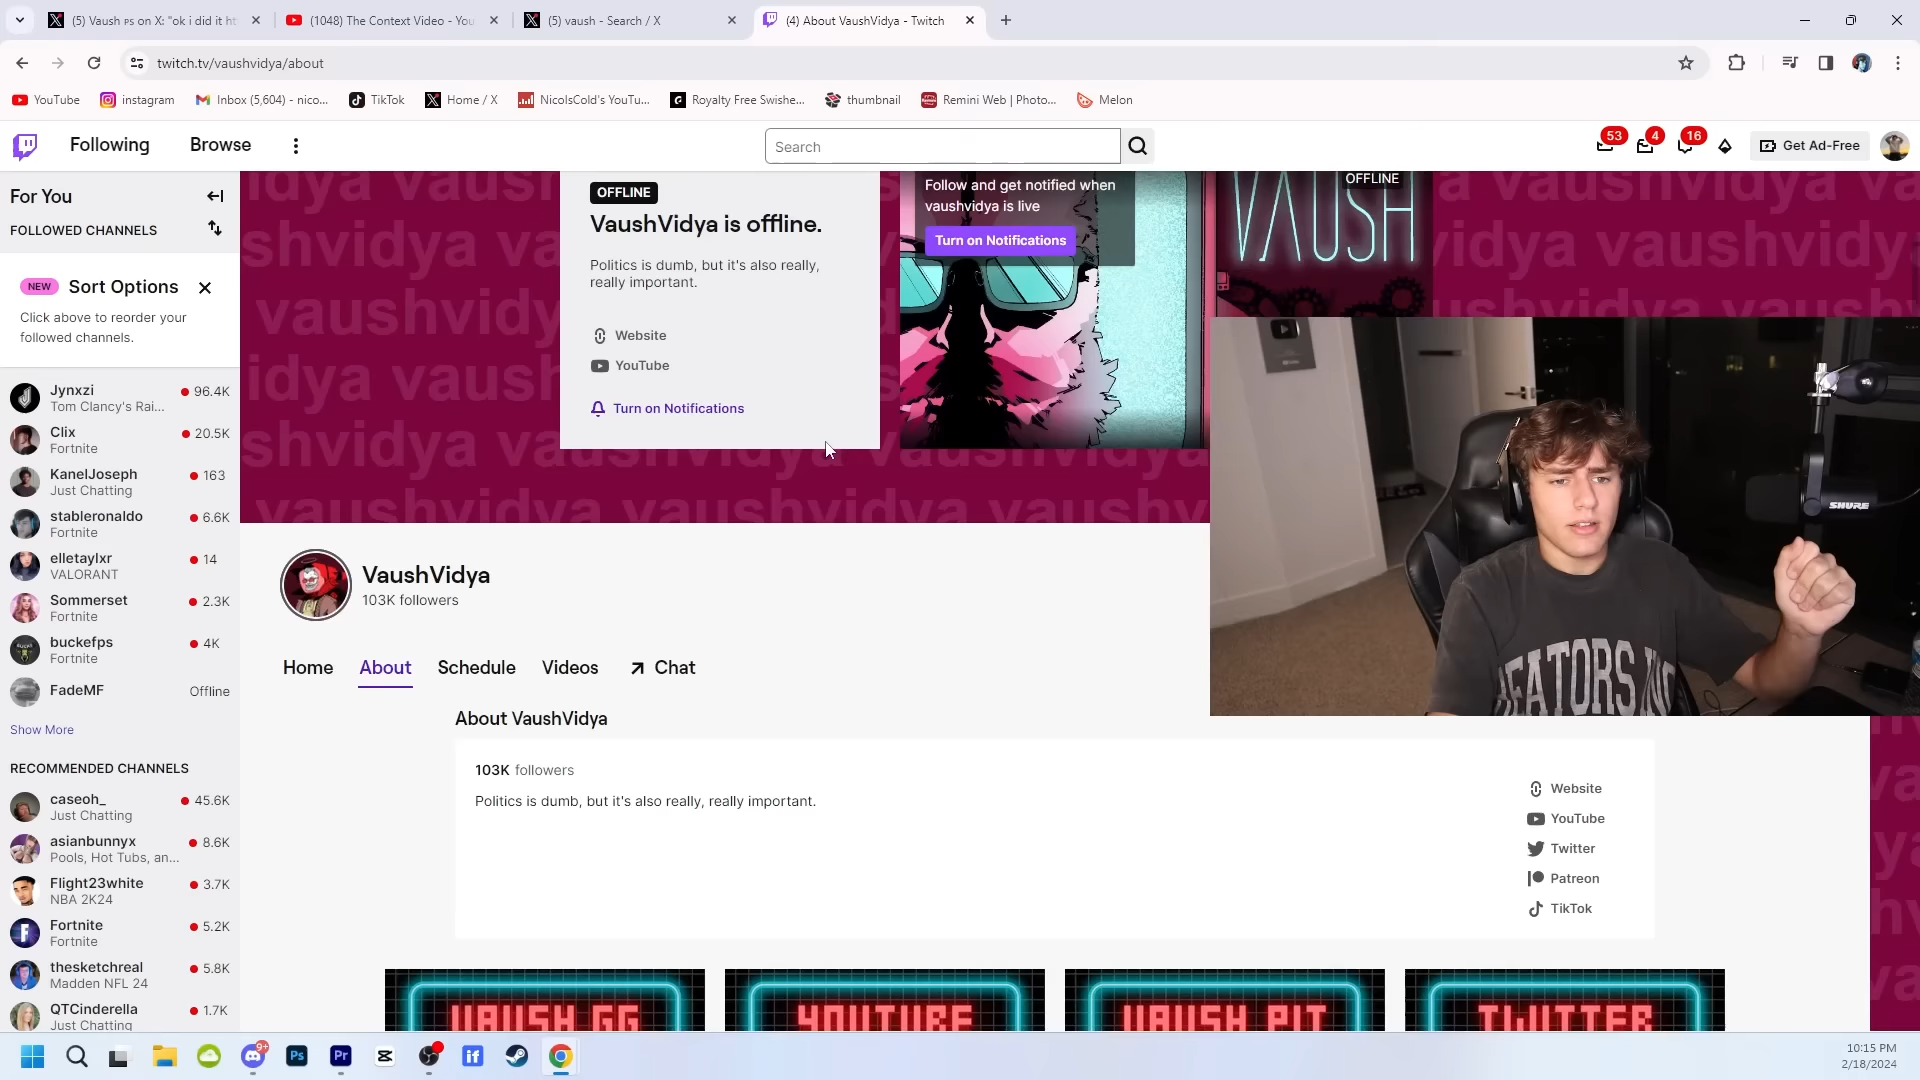 (5) Vaush PS on X: "ok i did it ht
(1048) The Context Video - You
(5) vaush - Search / X
(4) About VaushVidya - Twitch
twitch.tv/vaushvidya/about
YouTube
instagram
Inbox (5,604) - nico...
TikTok
Home / X
NicolsCold's YouTu...
Royalty Free Swishe...
thumbnail
Remini Web | Photo...
Melon
Following
Browse
Search
53
4
16
Get Ad-Free
For You
FOLLOWED CHANNELS
NEW
Sort Options
Click above to reorder your
followed channels.
Jynxzi
96.4K
Tom Clancy's Rai...
Clix
20.5K
Fortnite
KanelJoseph
163
Just Chatting
stableronaldo
6.6K
Fortnite
elletaylxr
14
VALORANT
Sommerset
2.3K
Fortnite
buckefps
4K
Fortnite
FadeMF
Offline
Show More
RECOMMENDED CHANNELS
caseoh_
45.6K
Just Chatting
asianbunnyx
8.6K
Pools, Hot Tubs, an...
Flight23white
3.7K
NBA 2K24
Fortnite
5.2K
Fortnite
thesketchreal
5.8K
Madden NFL 24
QTCinderella
1.7K
Just Chatting
OFFLINE
VaushVidya is offline.
Politics is dumb, but it's also really,
really important.
Website
YouTube
Turn on Notifications
Follow and get notified when
vaushvidya is live
Turn on Notifications
OFFLINE
VAUSH
SHURE
EATORS INC
VaushVidya
103K followers
Home
About
Schedule
Videos
Chat
About VaushVidya
103K followers
Politics is dumb, but it's also really, really important.
Website
YouTube
Twitter
Patreon
TikTok
VAUSH.GG
YOUTUBE
VAUSH PIT
TWITTER
9+
Ps
Pr
if
10:15 PM
2/18/2024